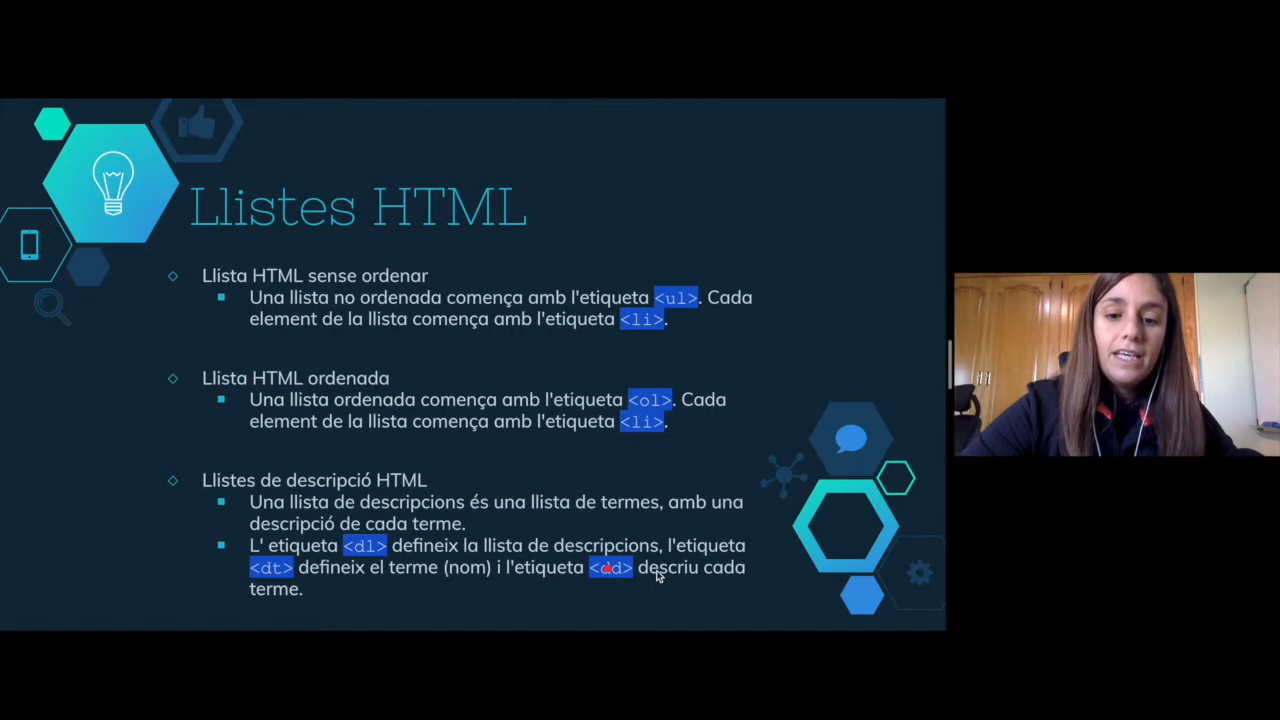 Llistes HTML
Llista HTML sense ordenar
Una llista no ordenada comença amb l'etiqueta <ul>. Cada
element de la llista comença amb l'etiqueta <li>.
Llista HTML ordenada
Una llista ordenada comença amb l'etiqueta <ol>. Cada
element de la llista comença amb l'etiqueta <li>.
Llistes de descripció HTML
Una llista de descripcions és una llista de termes, amb una
descripció de cada terme.
L' etiqueta <dl> defineix la llista de descripcions, l'etiqueta
<dt> defineix el terme (nom) i l'etiqueta <dd> descriu cada
terme.